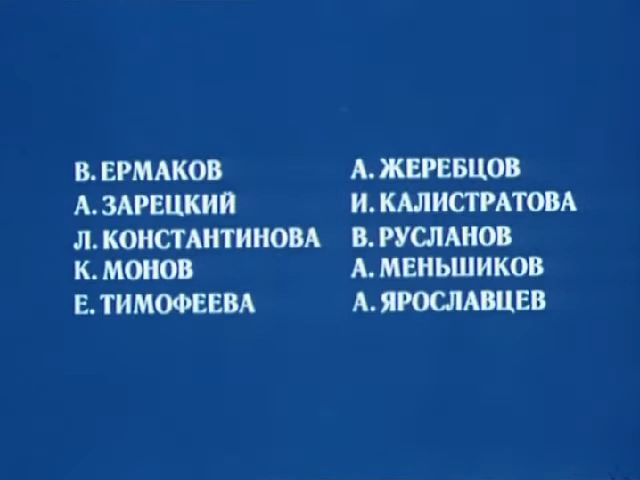 В. ЕРМАКОВ
А. ЗАРЕЦКИЙ
Л. КОНСТАНТИНОВА
К. МОНОВ
Е. ТИМОФЕЕВА
А. ЖЕРЕБЦОВ
И. КАЛИСТРАТОВА
В. РУСЛАНОВ
А. МЕНЬШИКОВ
А. ЯРОСЛАВЦЕВ